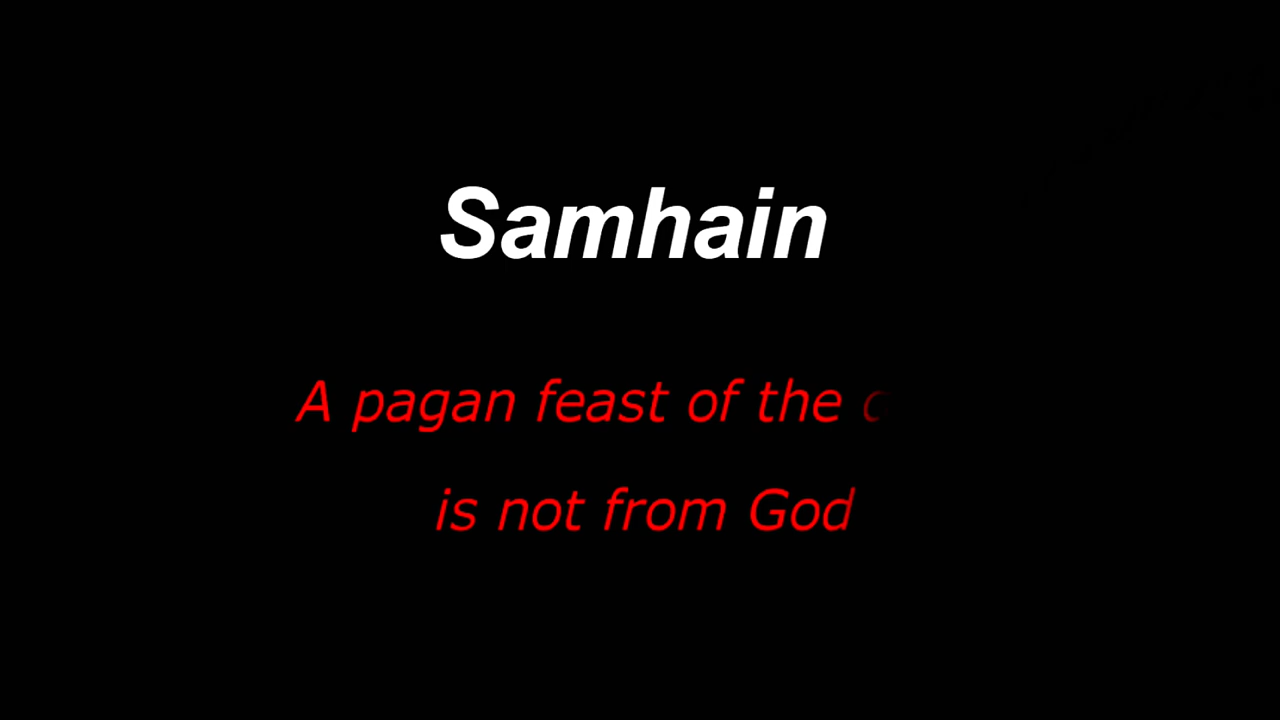 Samhain
A pagan feast of the
is not from God